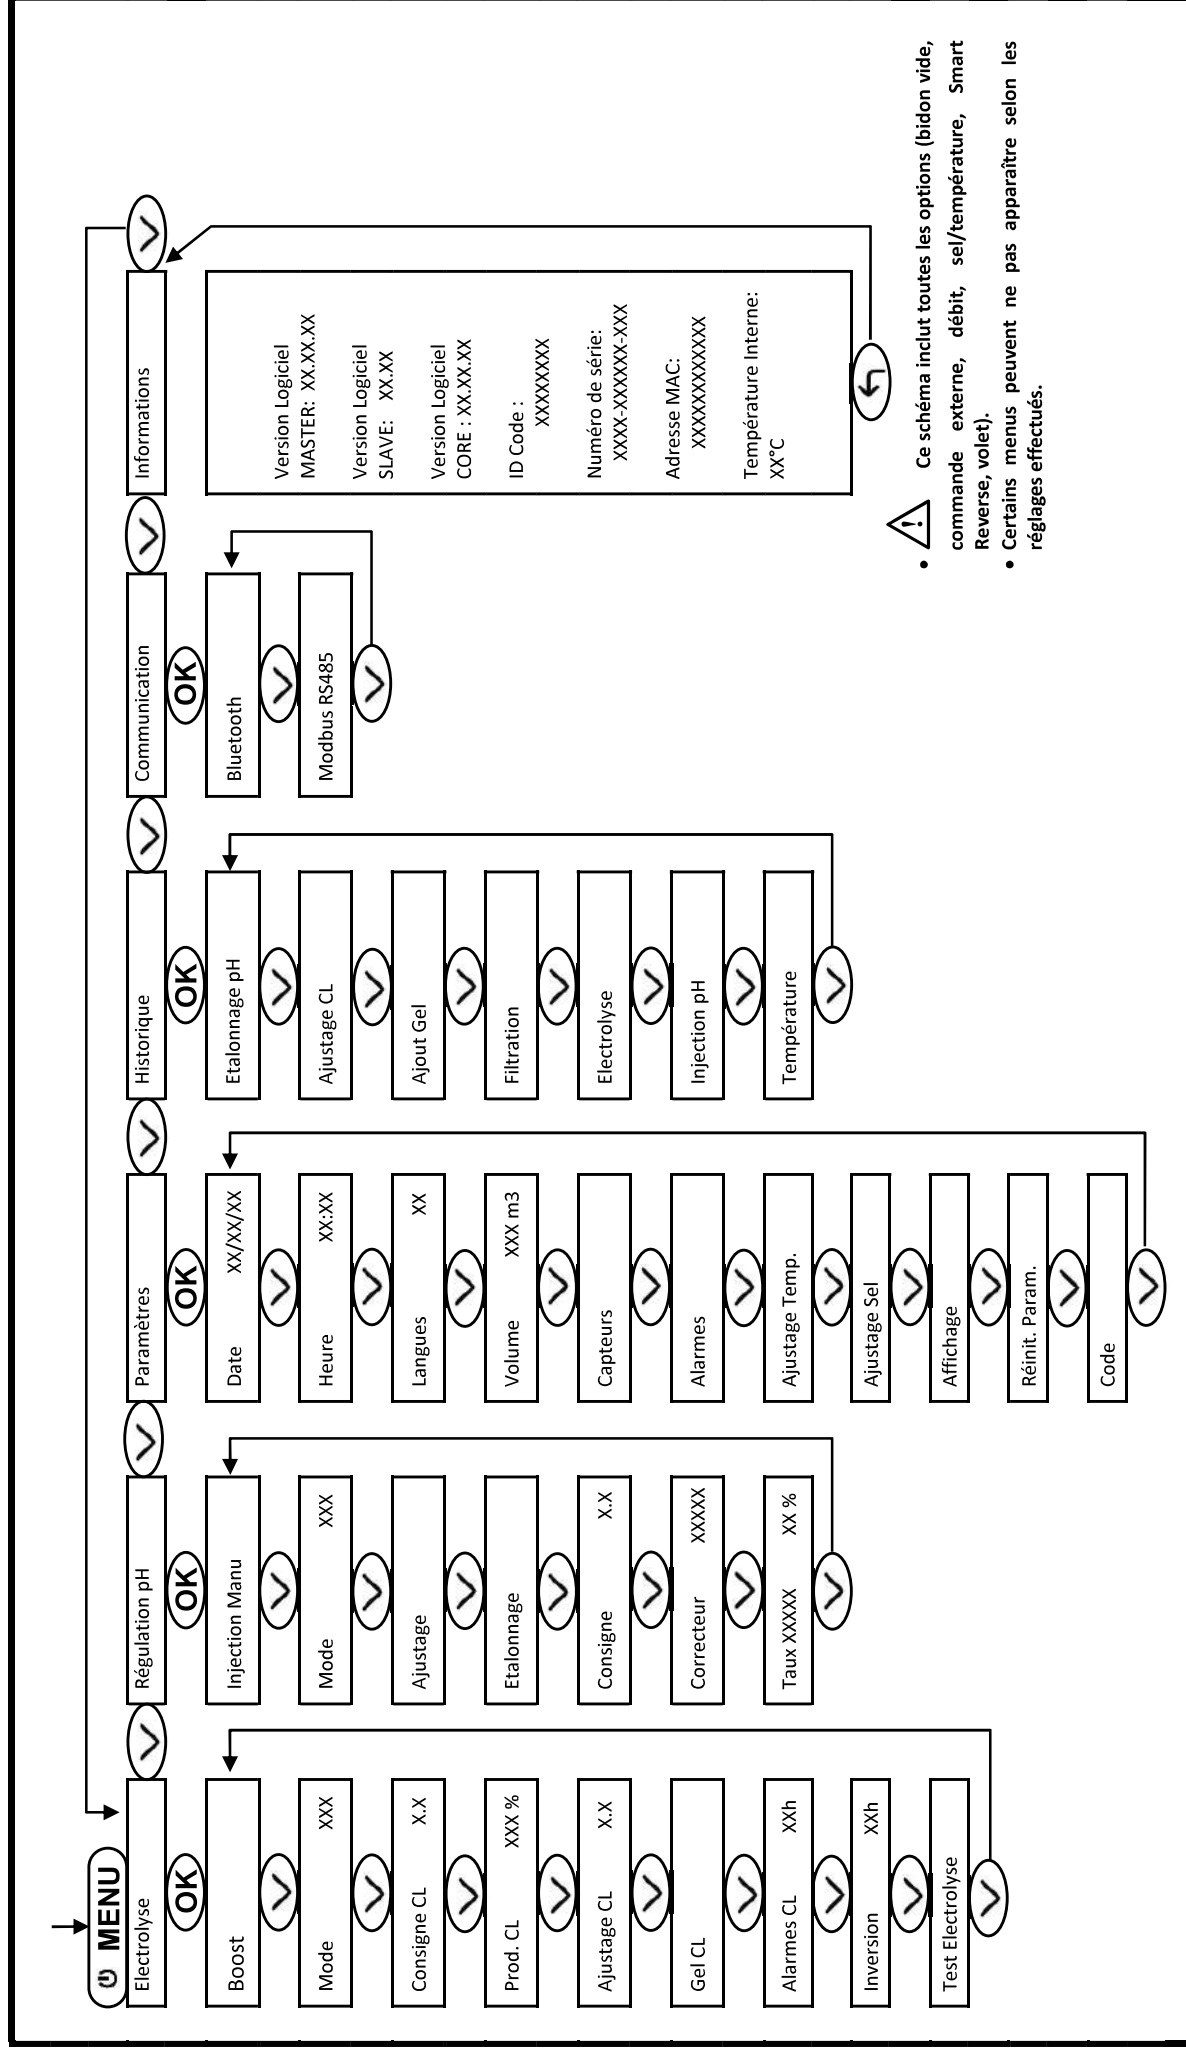 MENU
Electrolyse
OK
Boost
Mode XXX
Consigne CL X.X
Prod. CL XXX %
Ajustage CL X.X
Gel CL
Alarmes CL XXh
Inversion XXh
Test Electrolyse
Régulation pH
OK
Injection Manu
Mode XXX
Ajustage
Etalonnage
Consigne X.X
Correcteur XXXXX
Taux XXXXX XX %
Paramètres
OK
Date XX/XX/XX
Heure XX:XX
Langues XX
Volume XXX m3
Capteurs
Alarmes
Ajustage Temp.
Ajustage Sel
Affichage
Réinit. Param.
Code
Historique
OK
Etalonnage pH
Ajustage CL
Ajout Gel
Filtration
Electrolyse
Injection pH
Température
Communication
OK
Bluetooth
Modbus RS485
Informations
Version Logiciel
MASTER: XX.XX.XX
Version Logiciel
SLAVE: XX.XX
Version Logiciel
CORE : XX.XX.XX
ID Code :
XXXXXXXX
Numéro de série:
XXXX-XXXXXX-XXX
Adresse MAC:
XXXXXXXXXXXX
Température Interne:
XX°C
• Ce schéma inclut toutes les options (bidon vide,
commande externe, débit, sel/température, Smart
Reverse, volet).
• Certains menus peuvent ne pas apparaître selon les
réglages effectués.